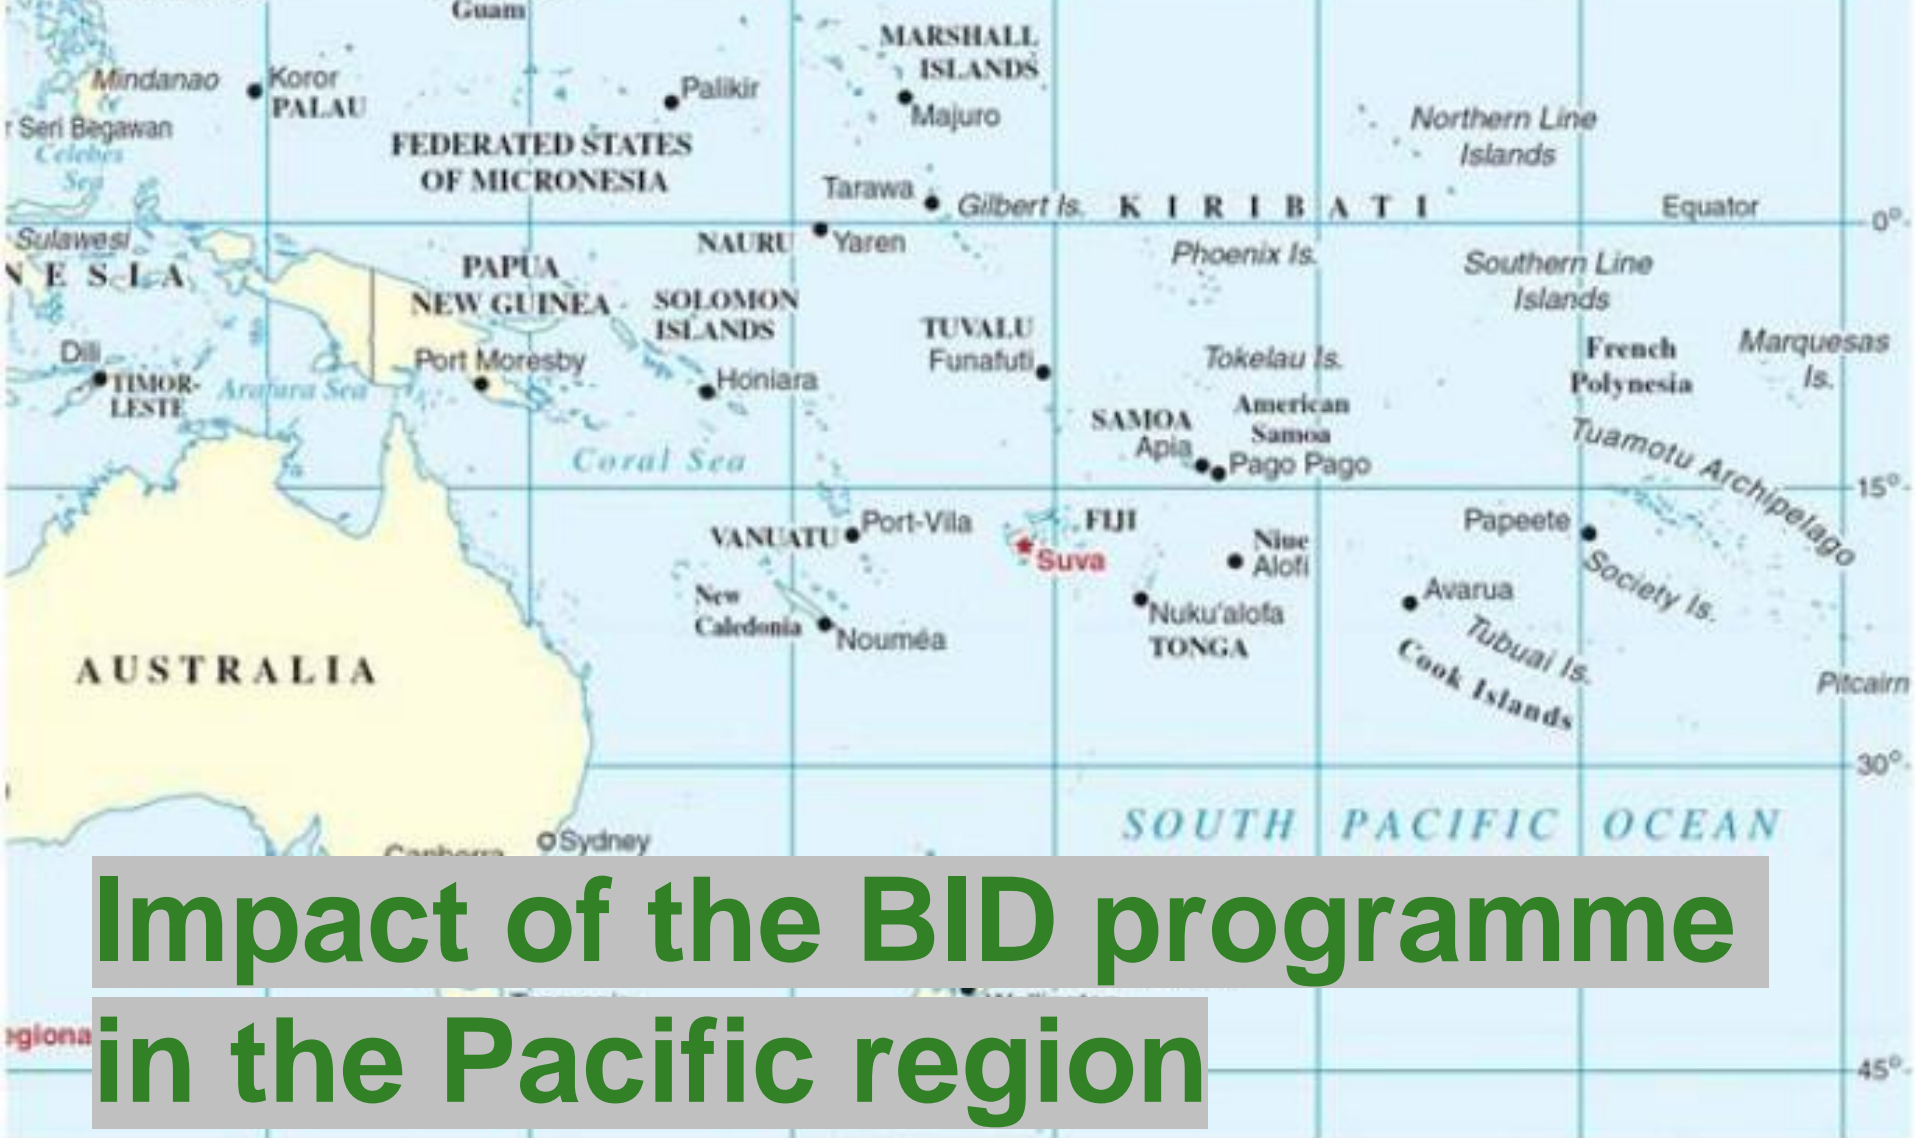 Guam
MARSHALL
ISLANDS
Mindanao
Koror
PALAU
Palikir
Majuro
Northern Line
Islands
Seri Begawan
Celebes
Sea
FEDERATED STATES
OF MICRONESIA
Tarawa
Gilbert Is.
KIRIBATI
Equator
0°
Sulawesi
NESIA
NAURU
Yaren
Phoenix Is.
Southern Line
Islands
PAPUA
NEW GUINEA
SOLOMON
ISLANDS
TUVALU
Funafuti
Tokelau Is.
French
Polynesia
Marquesas
Is.
Dili
TIMOR-
LESTE
Arafura Sea
Port Moresby
Honiara
SAMOA
Apia
American
Samoa
Pago Pago
Tuamotu Archipelago
Coral Sea
15°
VANUATU
Port-Vila
FIJI
Suva
Niue
Alofi
Papeete
Society Is.
New
Caledonia
Nouméa
Nuku'alofa
TONGA
Avarua
Tubuai Is.
Cook Islands
Pitcairn
AUSTRALIA
30°
SOUTH PACIFIC OCEAN
Canberra
Sydney
Impact of the BID programme
in the Pacific region
egiona
45°